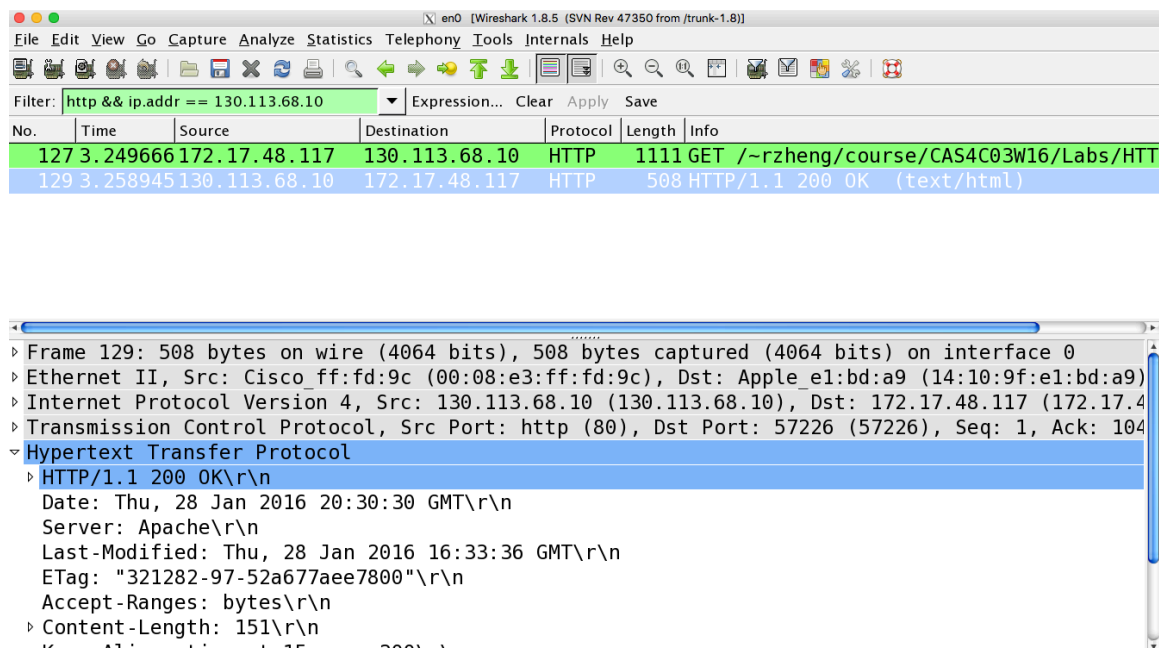 en0 [Wireshark 1.8.5 (SVN Rev 47350 from /trunk-1.8)]
File Edit View Go Capture Analyze Statistics Telephony Tools Internals Help
Filter: http && ip.addr == 130.113.68.10 Expression... Clear Apply Save
No. Time Source Destination Protocol Length Info
127 3.249666 172.17.48.117 130.113.68.10 HTTP 1111 GET /~rzheng/course/CAS4C03W16/Labs/HTT
129 3.258945 130.113.68.10 172.17.48.117 HTTP 508 HTTP/1.1 200 OK (text/html)
Frame 129: 508 bytes on wire (4064 bits), 508 bytes captured (4064 bits) on interface 0
Ethernet II, Src: Cisco_ff:fd:9c (00:08:e3:ff:fd:9c), Dst: Apple_e1:bd:a9 (14:10:9f:e1:bd:a9)
Internet Protocol Version 4, Src: 130.113.68.10 (130.113.68.10), Dst: 172.17.48.117 (172.17.4
Transmission Control Protocol, Src Port: http (80), Dst Port: 57226 (57226), Seq: 1, Ack: 104
Hypertext Transfer Protocol
HTTP/1.1 200 OK\r\n
Date: Thu, 28 Jan 2016 20:30:30 GMT\r\n
Server: Apache\r\n
Last-Modified: Thu, 28 Jan 2016 16:33:36 GMT\r\n
ETag: "321282-97-52a677aee7800"\r\n
Accept-Ranges: bytes\r\n
Content-Length: 151\r\n